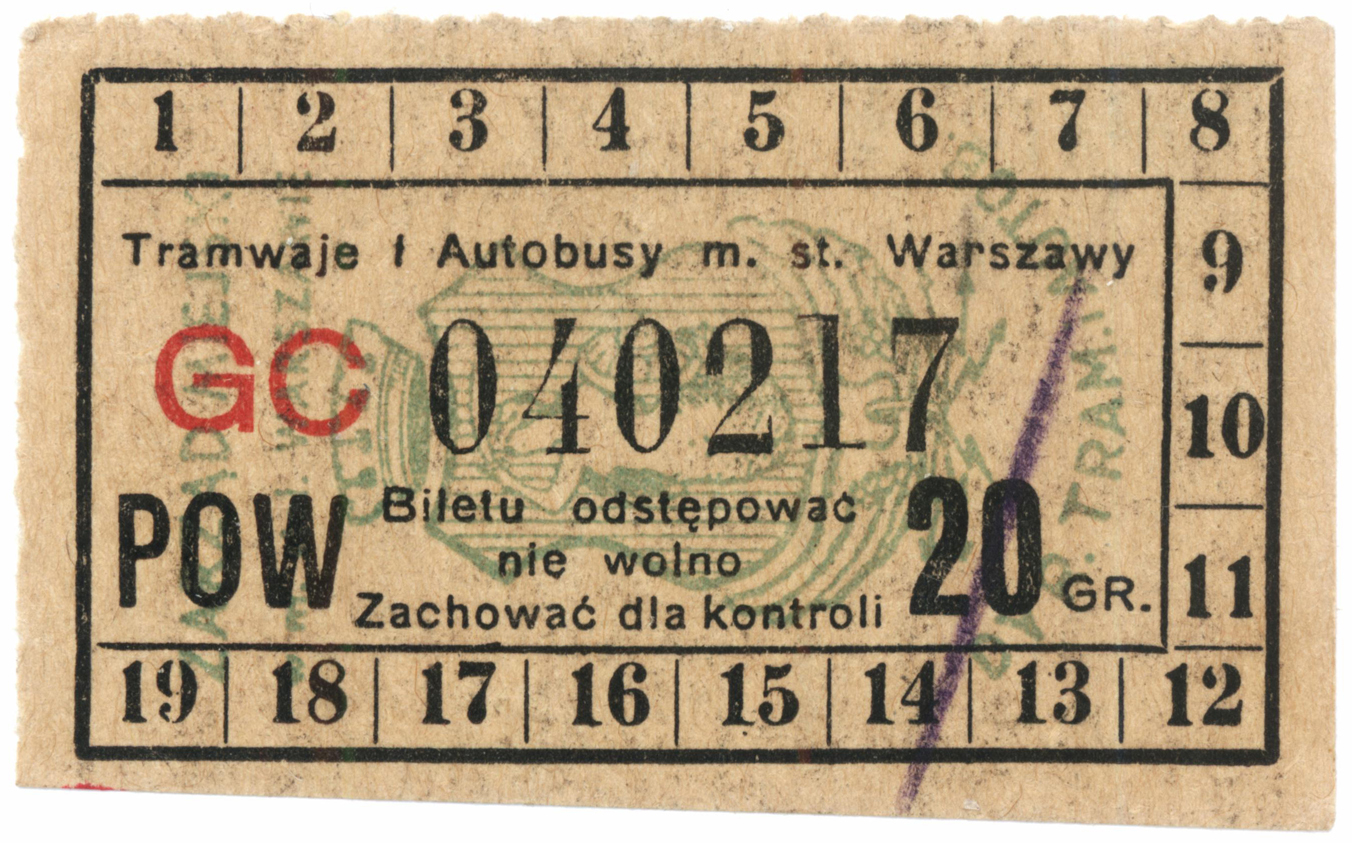 1 2 3 4 5 6 7 8
Tramwaje i Autobusy m. st. Warszawy
9
GC 040217
10
POW
Biletu odstępować
nie wolno
Zachować dla kontroli
20 GR.
11
19 18 17 16 15 14 13 12